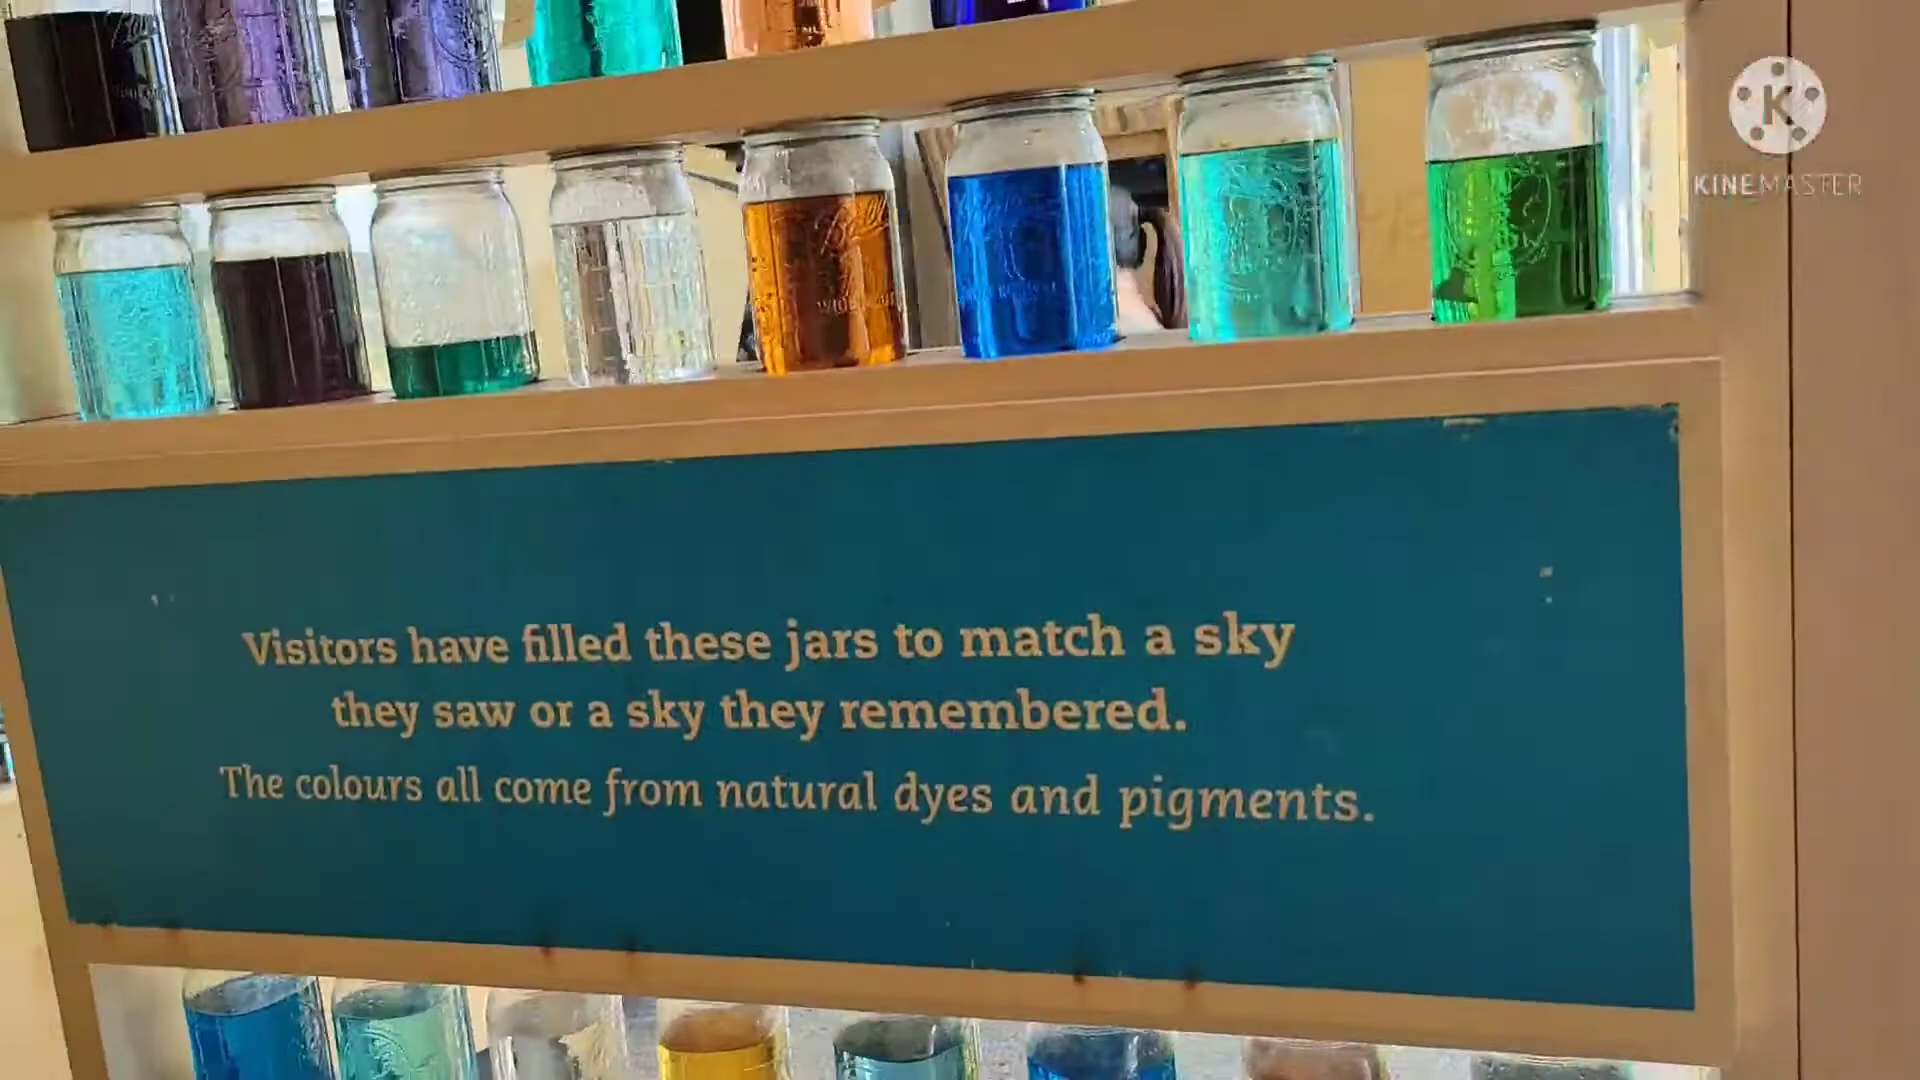 KINEMASTER
Visitors have filled these jars to match a sky
they saw or a sky they remembered.
The colours all come from natural dyes and pigments.